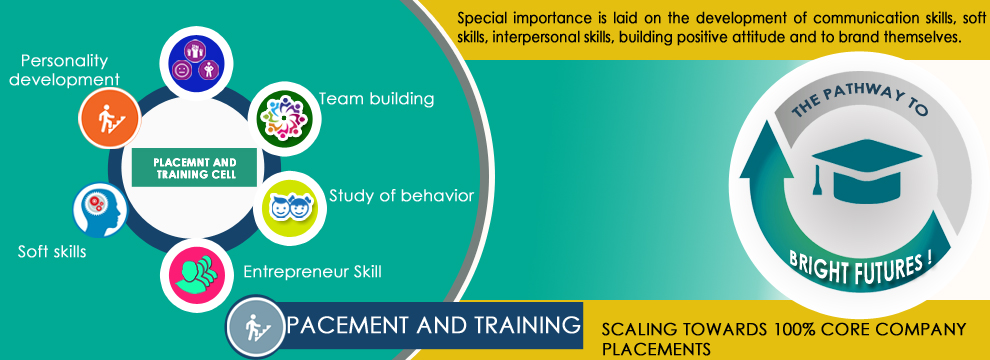 Special importance is laid on the development of communication skills, soft
skills, interpersonal skills, building positive attitude and to brand themselves.
Personality
development
Team building
PLACEMNT AND
TRAINING CELL
Study of behavior
Soft skills
Entrepreneur Skill
THE PATHWAY TO
BRIGHT FUTURES !
PACEMENT AND TRAINING
SCALING TOWARDS 100% CORE COMPANY
PLACEMENTS